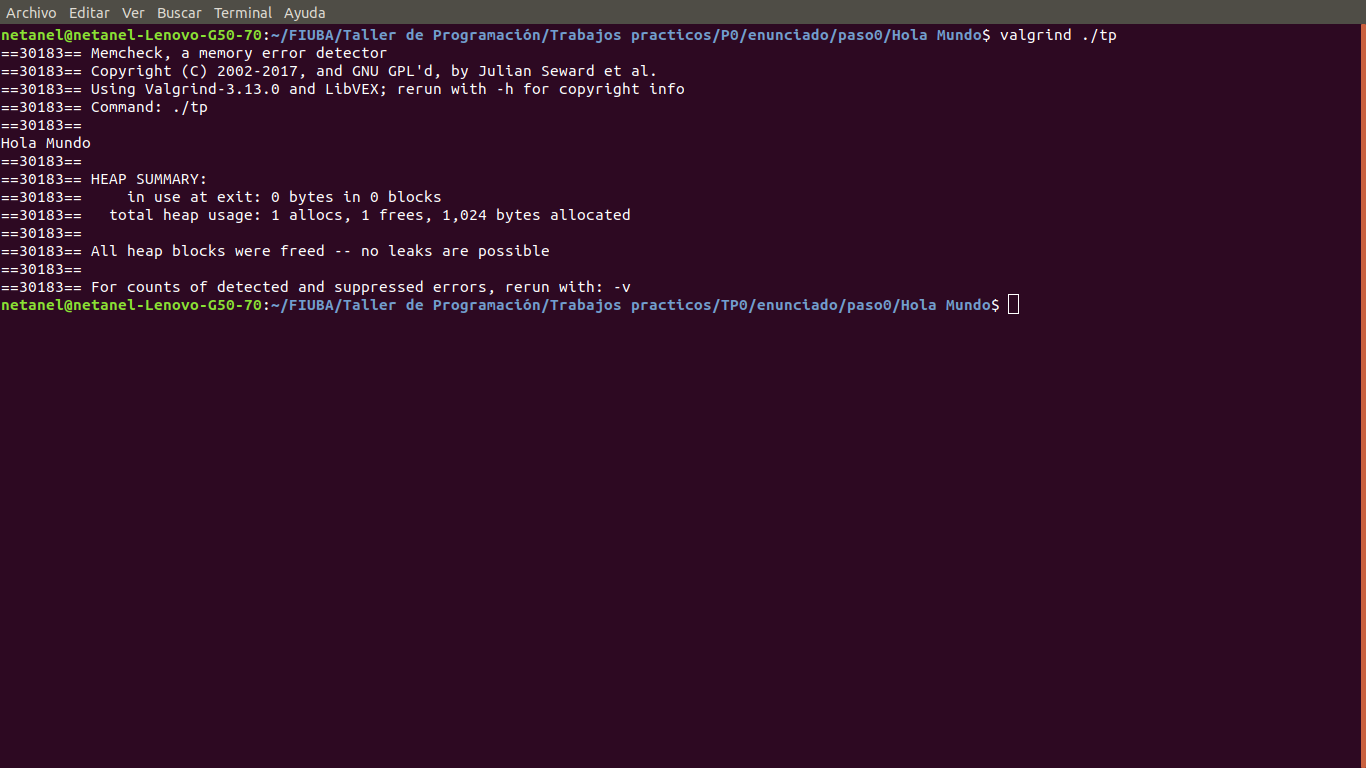 Archivo Editar Ver Buscar Terminal Ayuda
netanel@netanel-Lenovo-G50-70:~/FIUBA/Taller de Programación/Trabajos practicos/P0/enunciado/paso0/Hola Mundo$ valgrind ./tp
==30183== Memcheck, a memory error detector
==30183== Copyright (C) 2002-2017, and GNU GPL'd, by Julian Seward et al.
==30183== Using Valgrind-3.13.0 and LibVEX; rerun with -h for copyright info
==30183== Command: ./tp
==30183==
Hola Mundo
==30183==
==30183== HEAP SUMMARY:
==30183==     in use at exit: 0 bytes in 0 blocks
==30183==   total heap usage: 1 allocs, 1 frees, 1,024 bytes allocated
==30183==
==30183== All heap blocks were freed -- no leaks are possible
==30183==
==30183== For counts of detected and suppressed errors, rerun with: -v
netanel@netanel-Lenovo-G50-70:~/FIUBA/Taller de Programación/Trabajos practicos/TP0/enunciado/paso0/Hola Mundo$